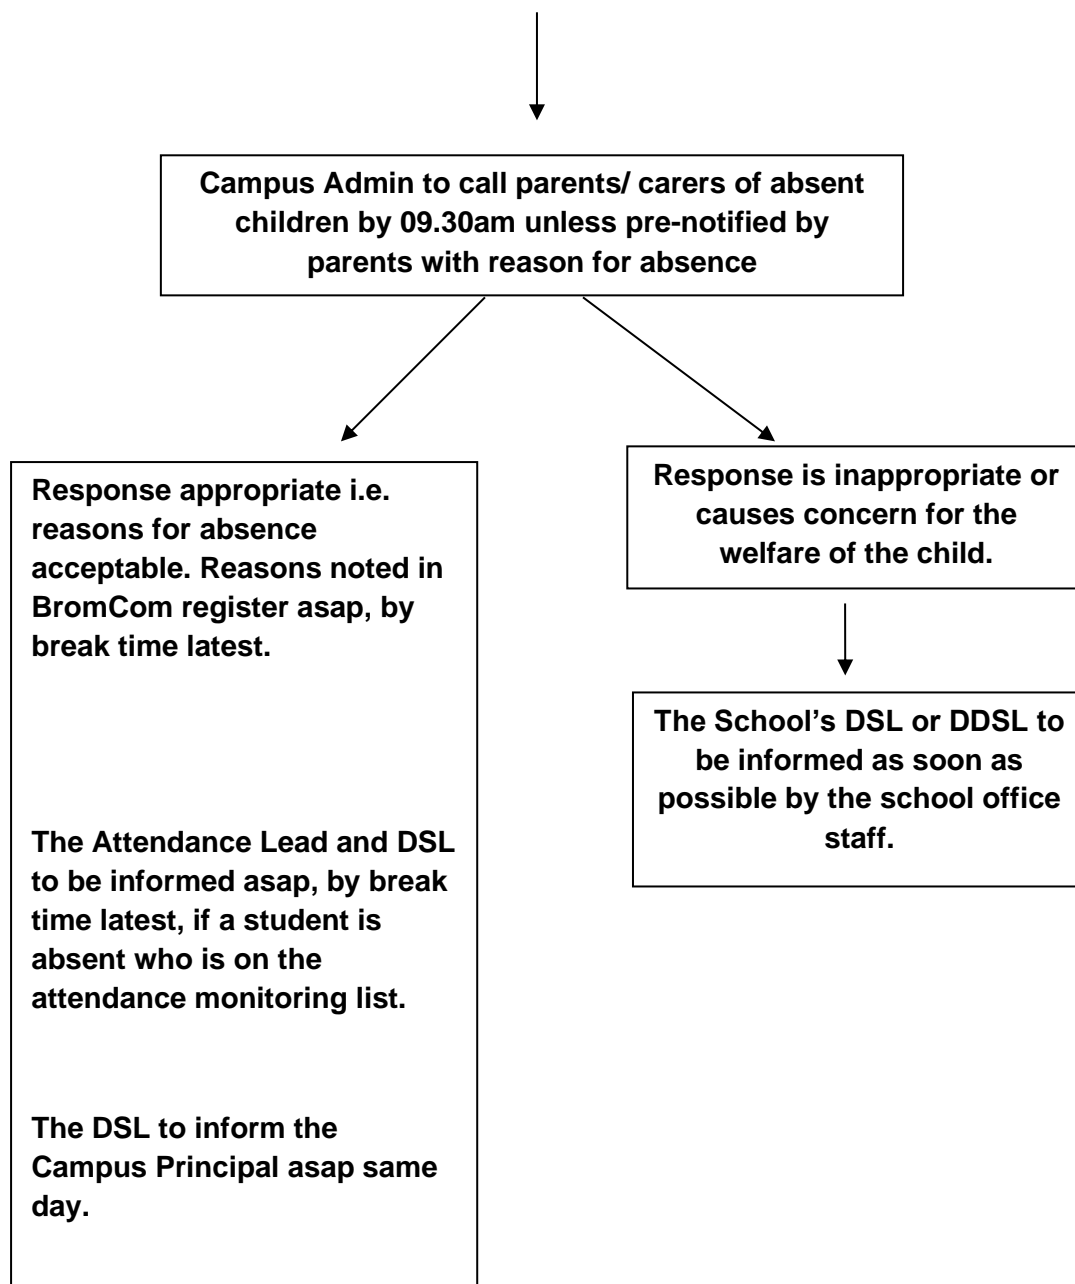 Campus Admin to call parents/ carers of absent
children by 09.30am unless pre-notified by
parents with reason for absence
Response appropriate i.e.
reasons for absence
acceptable. Reasons noted in
BromCom register asap, by
break time latest.
The Attendance Lead and DSL
to be informed asap, by break
time latest, if a student is
absent who is on the
attendance monitoring list.
The DSL to inform the
Campus Principal asap same
day.
Response is inappropriate or
causes concern for the
welfare of the child.
The School’s DSL or DDSL to
be informed as soon as
possible by the school office
staff.